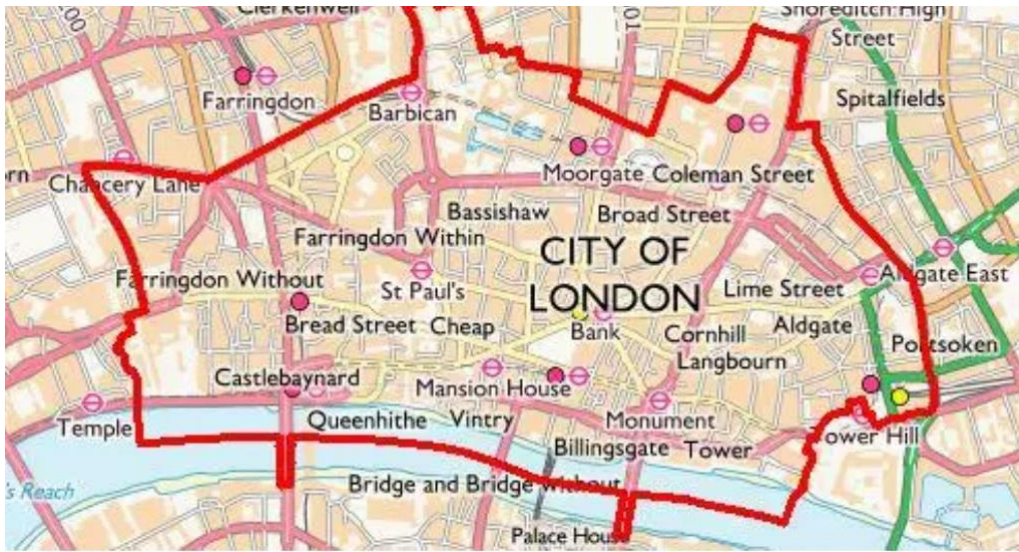 Clerkenwell
Shoreditch High
Street
Farringdon
Barbican
Spitalfields
Chancery Lane
Moorgate
Coleman Street
Bassishaw
Broad Street
Farringdon Within
CITY OF
LONDON
Farringdon Without
St Paul's
Lime Street
Aldgate East
Bread Street
Cheap
Bank
Cornhill
Aldgate
Langbourn
Portsoken
Castlebaynard
Mansion House
Temple
Queenhithe
Vintry
Monument
Tower Hill
Billingsgate
Tower
Bridge and Bridge Without
's Reach
Palace House